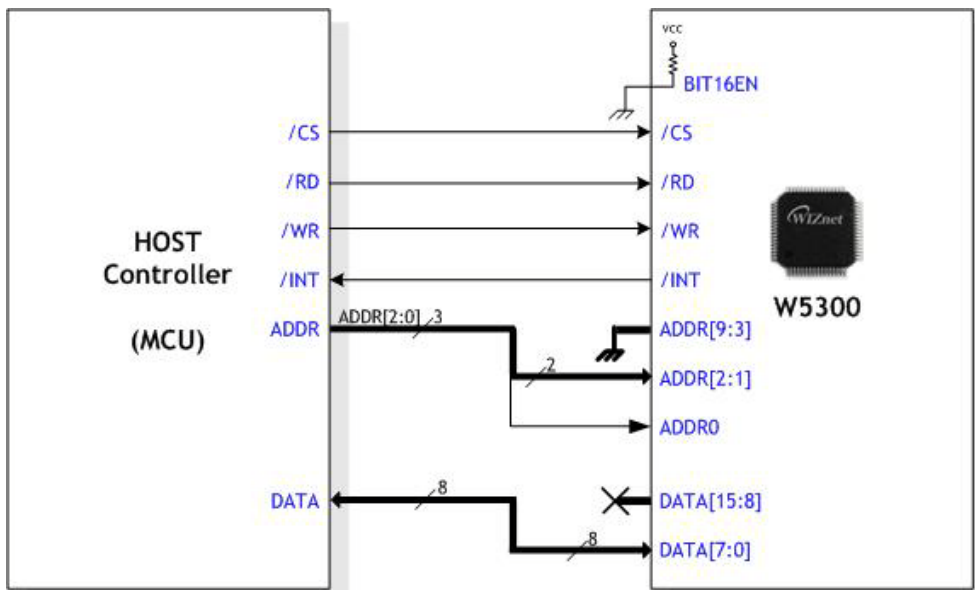 vcc
BIT16EN
/CS
/CS
/RD
/RD
/WR
/WR
WIZnet
HOST
Controller
(MCU)
/INT
/INT
W5300
ADDR
ADDR[2:0]
3
ADDR[9:3]
2
ADDR[2:1]
ADDR0
DATA
8
DATA[15:8]
8
DATA[7:0]